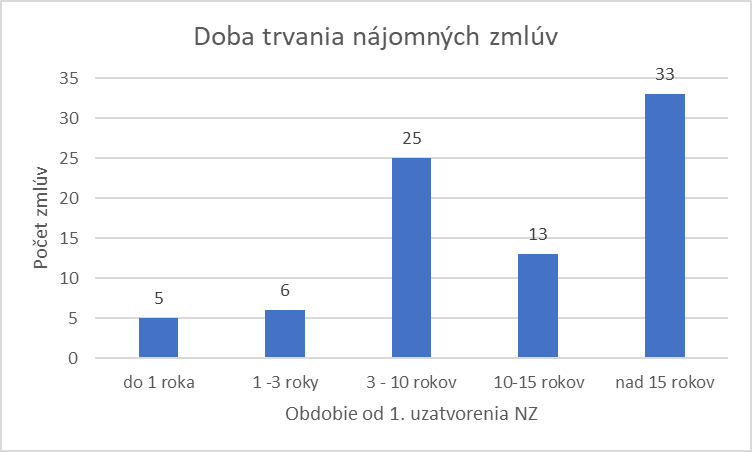 Doba trvania nájomných zmlúv
Počet zmlúv
35
30
25
20
15
10
5
0
5
6
25
13
33
do 1 roka
1 -3 roky
3 - 10 rokov
10-15 rokov
nad 15 rokov
Obdobie od 1. uzatvorenia NZ